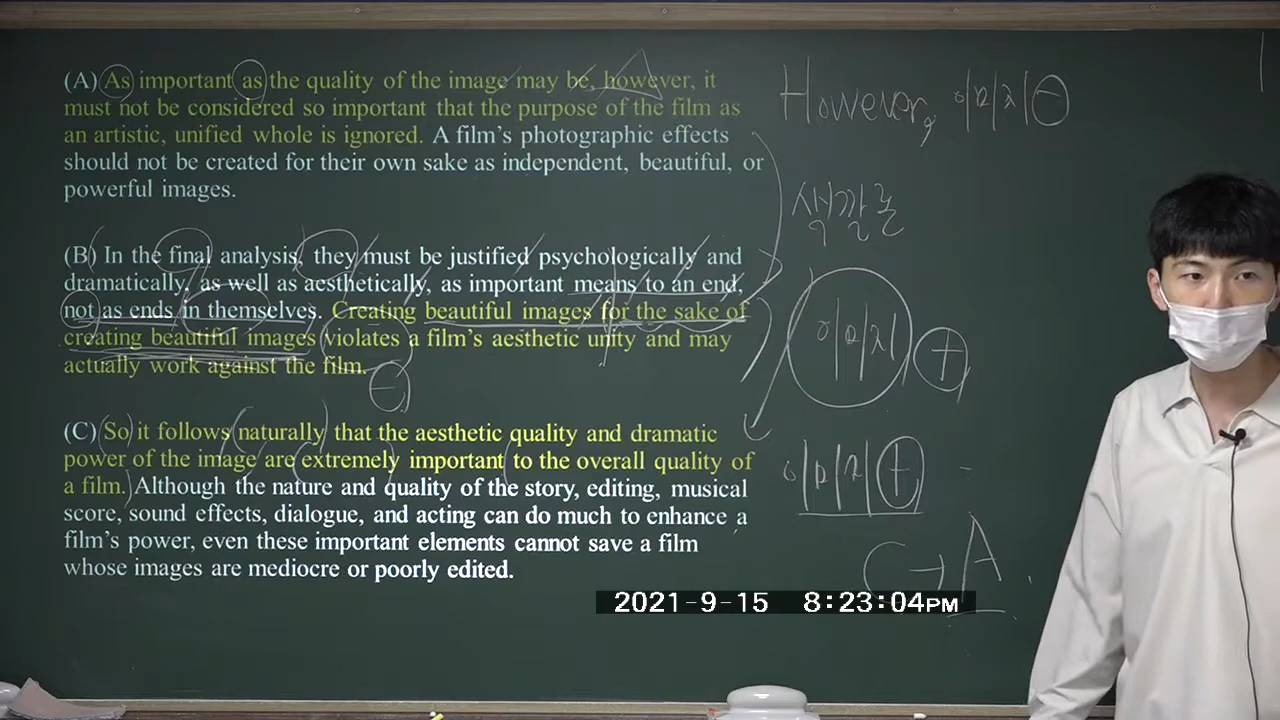 (A) As important as the quality of the image may be, however, it
must not be considered so important that the purpose of the film as
an artistic, unified whole is ignored. A film's photographic effects
should not be created for their own sake as independent, beautiful, or
powerful images.
(B) In the final analysis, they must be justified psychologically and
dramatically, as well as aesthetically, as important means to an end,
not as ends in themselves. Creating beautiful images for the sake of
creating beautiful images violates a film's aesthetic unity and may
actually work against the film.
(C) So it follows naturally that the aesthetic quality and dramatic
power of the image are extremely important to the overall quality of
a film. Although the nature and quality of the story, editing, musical
score, sound effects, dialogue, and acting can do much to enhance a
film's power, even these important elements cannot save a film
whose images are mediocre or poorly edited.
However, 이미지 ⊖
색깔론
이미지 ⊕
이미지 ⊕
C → A
⊖
2021-9-15 8:23:04PM